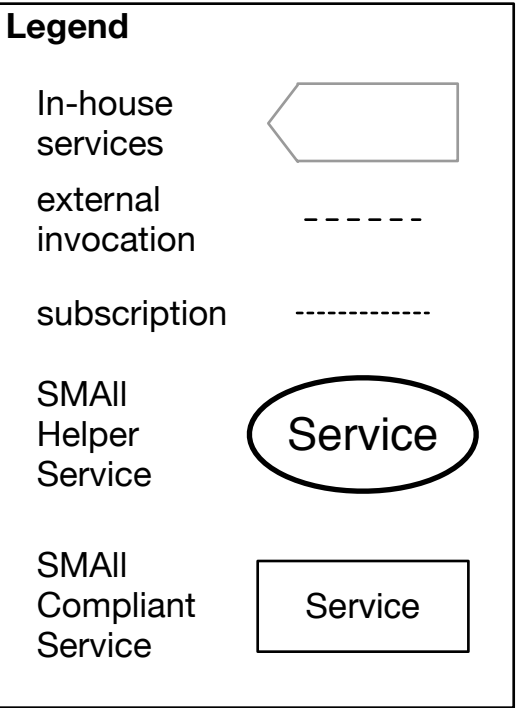 Legend
In-house
services
external
invocation
subscription
SMAll
Helper
Service
Service
SMAll
Compliant
Service
Service